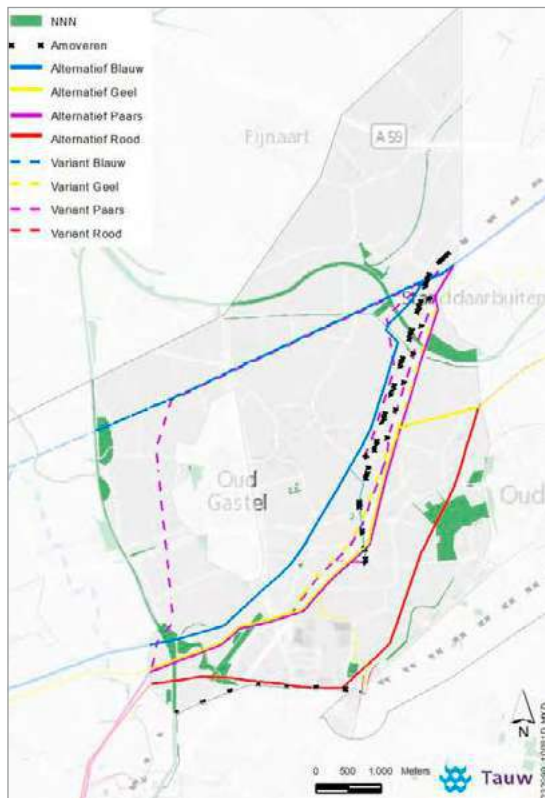 NNN
Amoveren
Alternatief Blauw
Alternatief Geel
Alternatief Paars
Alternatief Rood
Variant Blauw
Variant Geel
Variant Paars
Variant Rood
Fijnaart
A 59
Oud
Gastel
Oud
N
0 500 1.000 Meters
Tauw